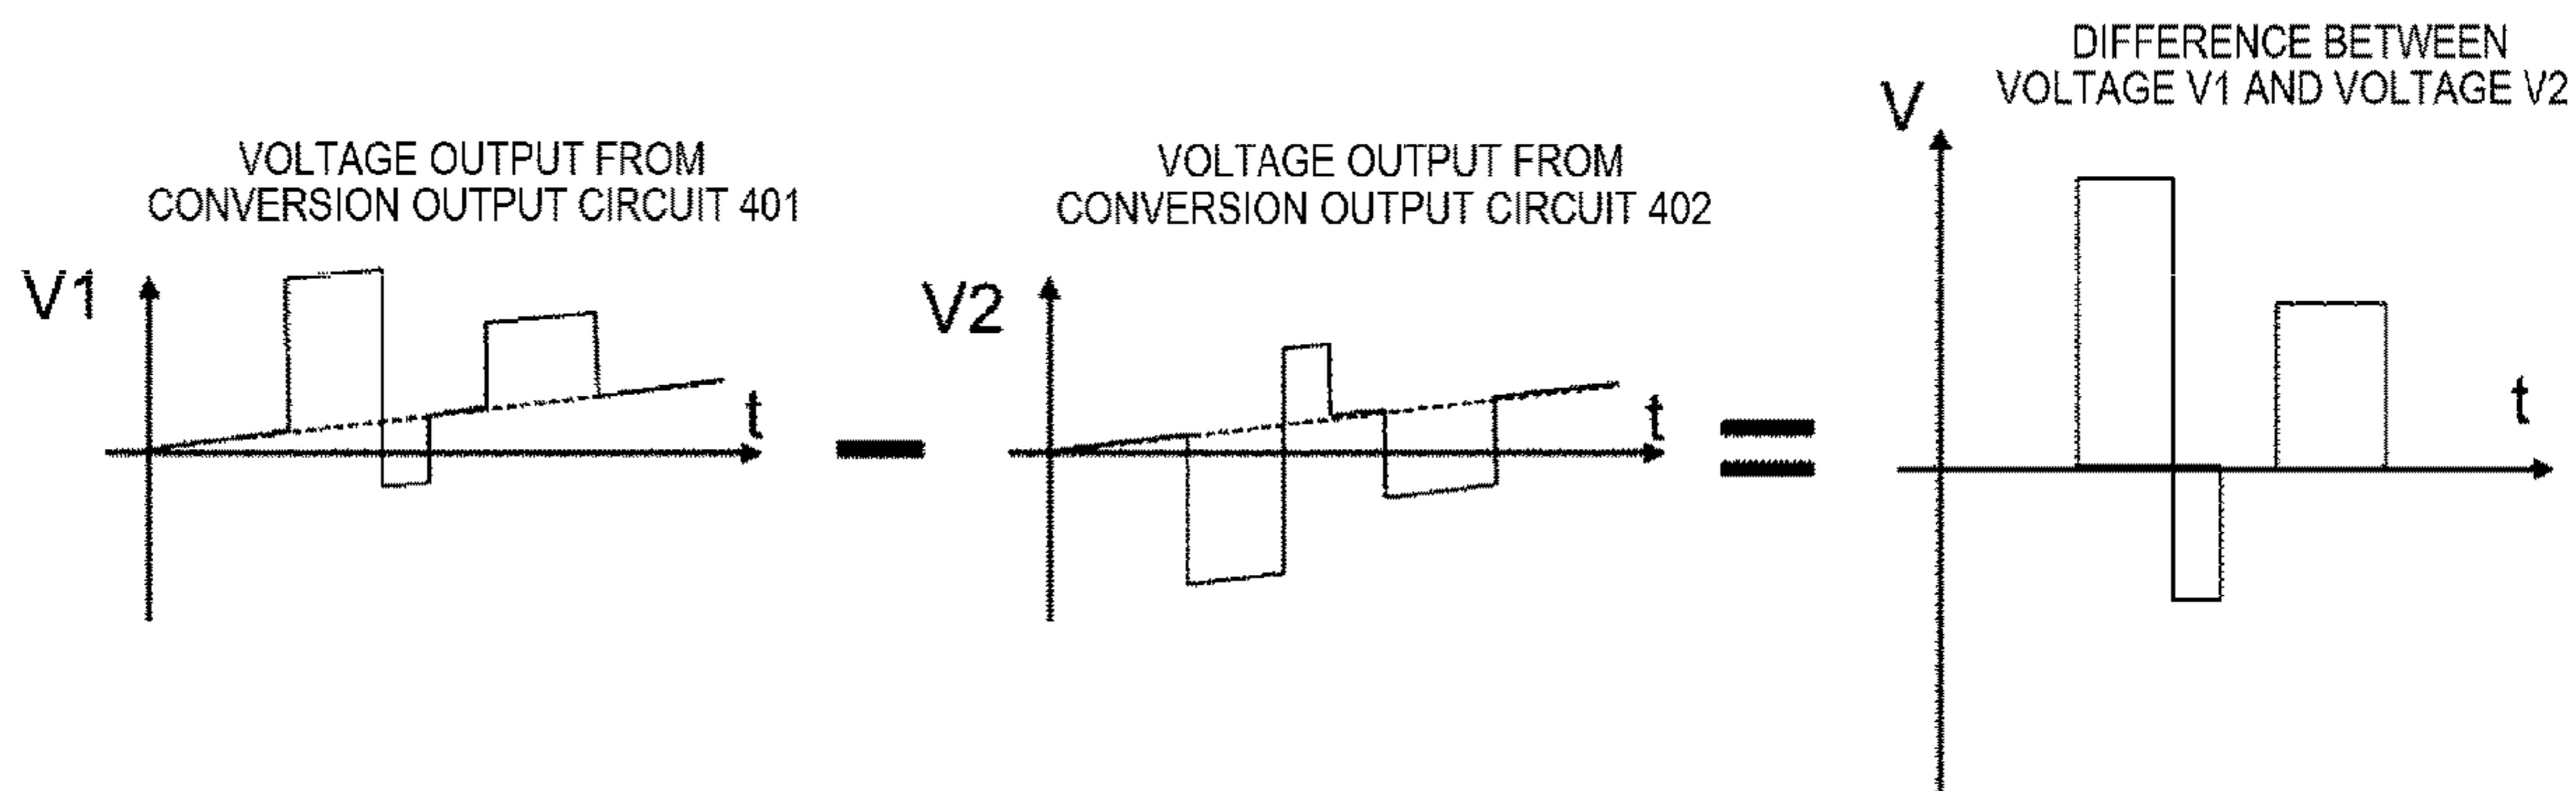 VOLTAGE OUTPUT FROM
CONVERSION OUTPUT CIRCUIT 401
V1
t
VOLTAGE OUTPUT FROM
CONVERSION OUTPUT CIRCUIT 402
V2
t
DIFFERENCE BETWEEN
VOLTAGE V1 AND VOLTAGE V2
V
t